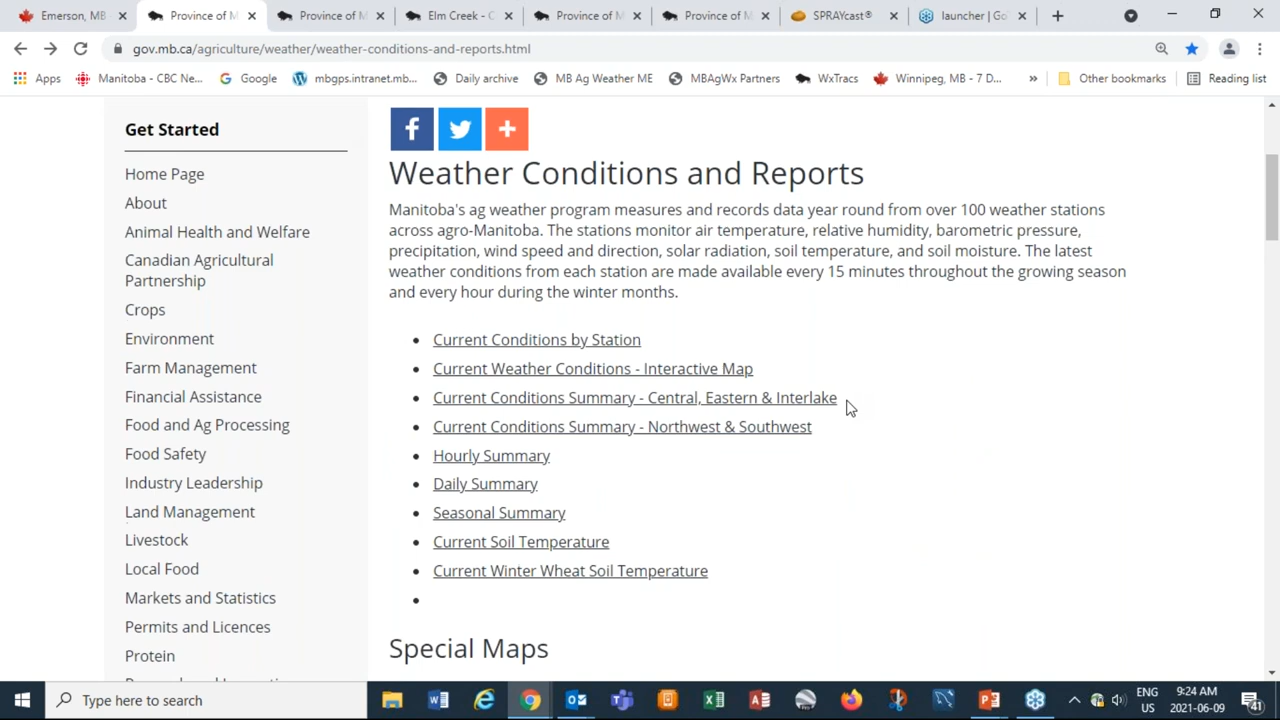 Emerson, MB
Province of M
Province of M
Elm Creek - C
Province of M
Province of M
SPRAYcast®
launcher | Go
gov.mb.ca/agriculture/weather/weather-conditions-and-reports.html
Apps
Manitoba - CBC Ne...
Google
mbgps.intranet.mb...
Daily archive
MB Ag Weather ME
MBAgWx Partners
WxTracs
Winnipeg, MB - 7 D...
»
Other bookmarks
Reading list
Get Started
Home Page
About
Animal Health and Welfare
Canadian Agricultural
Partnership
Crops
Environment
Farm Management
Financial Assistance
Food and Ag Processing
Food Safety
Industry Leadership
Land Management
Livestock
Local Food
Markets and Statistics
Permits and Licences
Protein
Weather Conditions and Reports
Manitoba's ag weather program measures and records data year round from over 100 weather stations
across agro-Manitoba. The stations monitor air temperature, relative humidity, barometric pressure,
precipitation, wind speed and direction, solar radiation, soil temperature, and soil moisture. The latest
weather conditions from each station are made available every 15 minutes throughout the growing season
and every hour during the winter months.
• Current Conditions by Station
• Current Weather Conditions - Interactive Map
• Current Conditions Summary - Central, Eastern & Interlake
• Current Conditions Summary - Northwest & Southwest
• Hourly Summary
• Daily Summary
• Seasonal Summary
• Current Soil Temperature
• Current Winter Wheat Soil Temperature
•
Special Maps
Type here to search
ENG
US
9:24 AM
2021-06-09
41